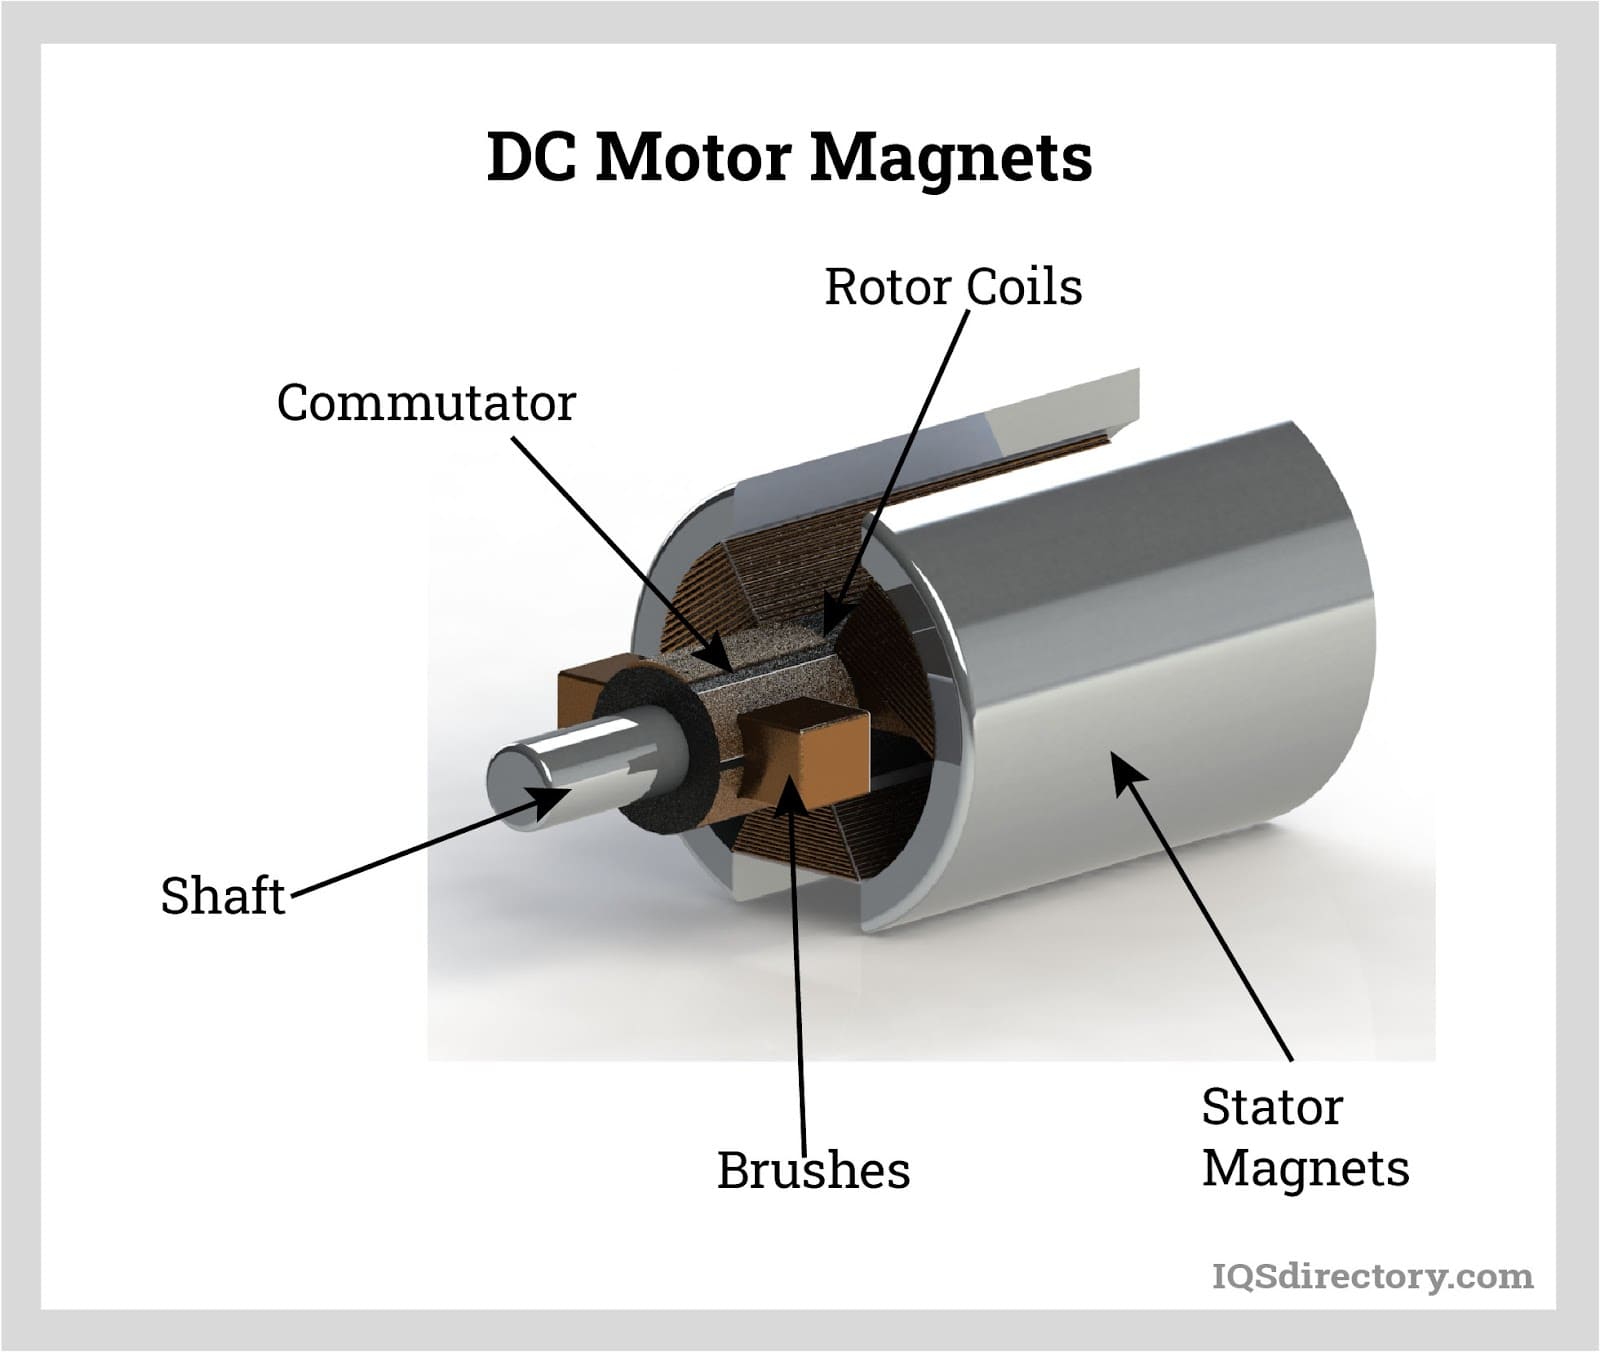 DC Motor Magnets
Rotor Coils
Commutator
Shaft
Brushes
Stator
Magnets
IQSdirectory.com